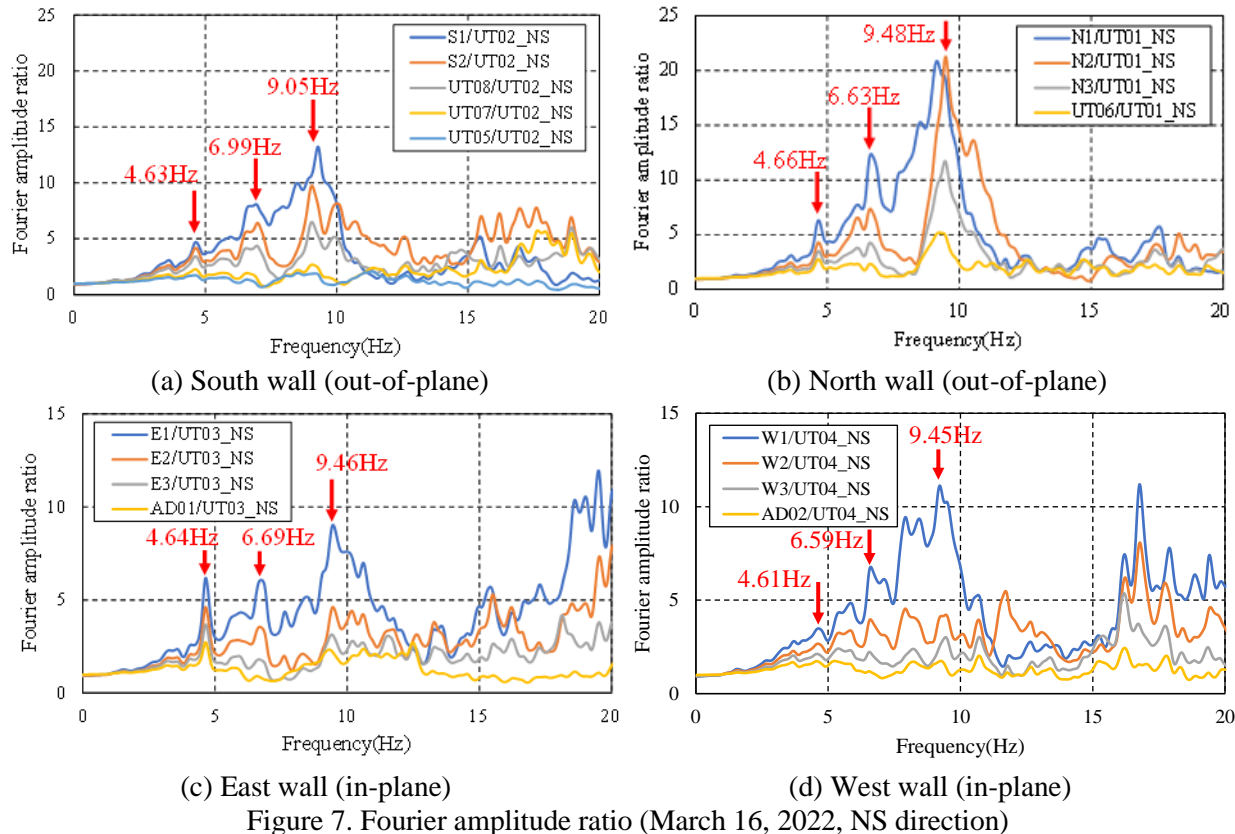 Fourier amplitude ratio
25
20
15
10
5
0
0
5
10
15
20
Frequency(Hz)
4.63Hz
6.99Hz
9.05Hz
S1/UT02_NS
S2/UT02_NS
UT08/UT02_NS
UT07/UT02_NS
UT05/UT02_NS
(a) South wall (out-of-plane)
Fourier amplitude ratio
25
20
15
10
5
0
0
5
10
15
20
Frequency(Hz)
4.66Hz
6.63Hz
9.48Hz
N1/UT01_NS
N2/UT01_NS
N3/UT01_NS
UT06/UT01_NS
(b) North wall (out-of-plane)
Fourier amplitude ratio
15
10
5
0
0
5
10
15
20
Frequency(Hz)
E1/UT03_NS
E2/UT03_NS
E3/UT03_NS
AD01/UT03_NS
4.64Hz
6.69Hz
9.46Hz
(c) East wall (in-plane)
Fourier amplitude ratio
15
10
5
0
0
5
10
15
20
Frequency(Hz)
W1/UT04_NS
W2/UT04_NS
W3/UT04_NS
AD02/UT04_NS
4.61Hz
6.59Hz
9.45Hz
(d) West wall (in-plane)
Figure 7. Fourier amplitude ratio (March 16, 2022, NS direction)